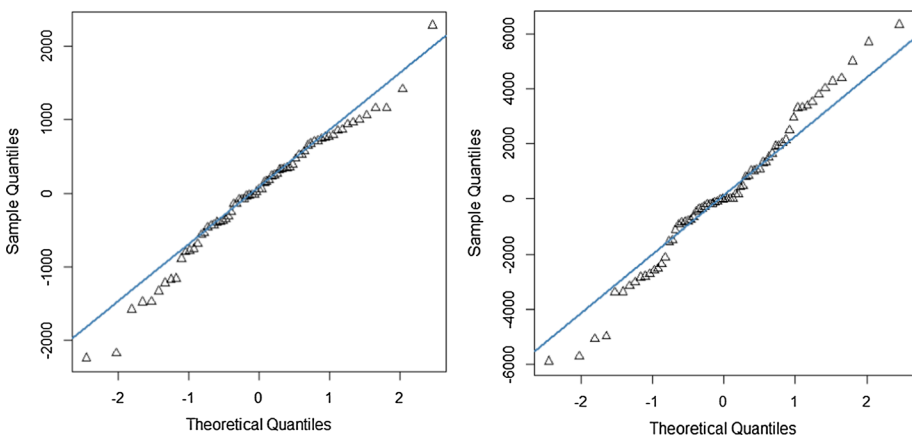 2000
1000
0
-1000
-2000
Sample Quantiles
-2 -1 0 1 2
Theoretical Quantiles
6000
4000
2000
0
-2000
-4000
-6000
Sample Quantiles
-2 -1 0 1 2
Theoretical Quantiles